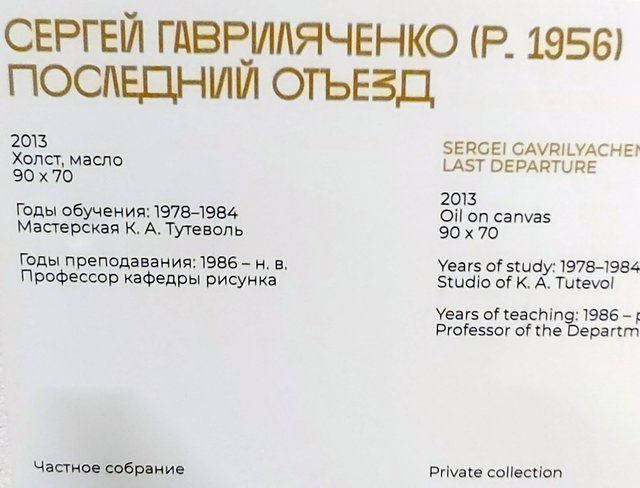 СЕРГЕЙ ГАВРИЛЯЧЕНКО (Р. 1956)
ПОСЛЕДНИЙ ОТЪЕЗД
2013
Холст, масло
90 x 70
Годы обучения: 1978–1984
Мастерская К. А. Тутеволь
Годы преподавания: 1986 – н. в.
Профессор кафедры рисунка
Частное собрание
SERGEI
LAST DEPARTURE
2013
Oil on canvas
90 x 70
Years of study: 1978–1984
Studio of K. A. Tutevol
Years of teaching: 1986 –
Professor of the
Private collection